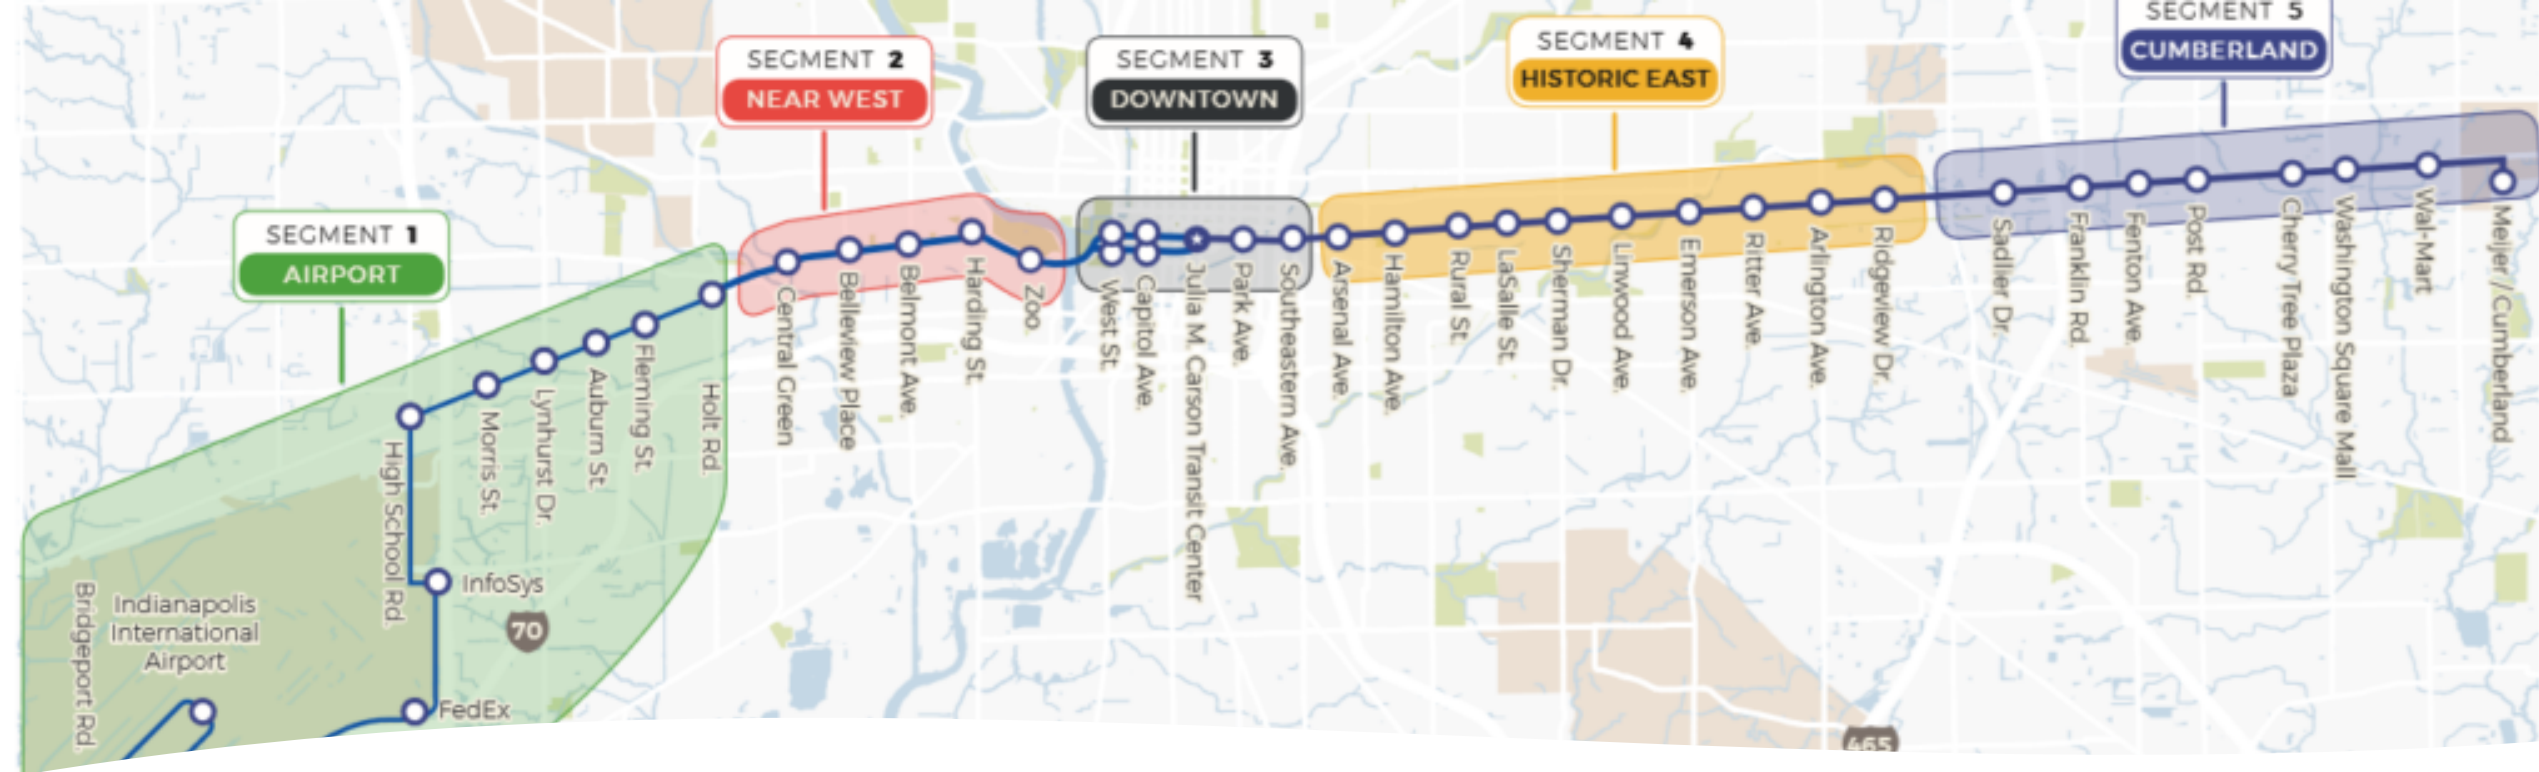 SEGMENT 1
AIRPORT
SEGMENT 2
NEAR WEST
SEGMENT 3
DOWNTOWN
SEGMENT 4
HISTORIC EAST
SEGMENT 5
CUMBERLAND
Bridgeport Rd.
Indianapolis
International
Airport
FedEx
InfoSys
70
High School Rd.
Morris St.
Lynhurst Dr.
Auburn St.
Fleming St.
Holt Rd.
Central Green
Belleview Place
Belmont Ave.
Harding St.
Zoo
West St.
Capitol Ave.
Julia M. Carson Transit Center
Park Ave.
Southeastern Ave.
Arsenal Ave.
Hamilton Ave.
Rural St.
LaSalle St.
Sherman Dr.
Linwood Ave.
Emerson Ave.
Ritter Ave.
Arlington Ave.
Ridgeview Dr.
Sadlier Dr.
Franklin Rd.
Fenton Ave.
Post Rd.
Cherry Tree Plaza
Washington Square Mall
Wal-Mart
Meijer/Cumberland
465